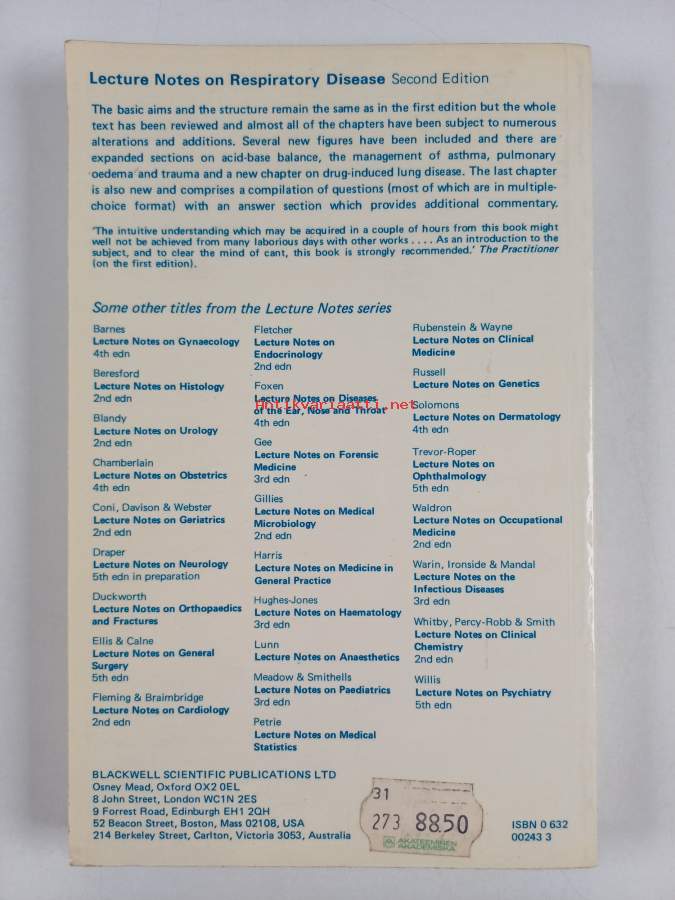 Lecture Notes on Respiratory Disease Second Edition
The basic aims and the structure remain the same as in the first edition but the whole
text has been reviewed and almost all of the chapters have been subject to numerous
alterations and additions. Several new figures have been included and there are
expanded sections on acid-base balance, the management of asthma, pulmonary
oedema and trauma and a new chapter on drug-induced lung disease. The last chapter
is also new and comprises a compilation of questions (most of which are in multiple-
choice format) with an answer section which provides additional commentary.
'The intuitive understanding which may be acquired in a couple of hours from this book might
well not be achieved from many laborious days with other works .... As an introduction to the
subject, and to clear the mind of cant, this book is strongly recommended.' The Practitioner
(on the first edition).
Some other titles from the Lecture Notes series
Barnes
Lecture Notes on Gynaecology
4th edn
Beresford
Lecture Notes on Histology
2nd edn
Blandy
Lecture Notes on Urology
2nd edn
Chamberlain
Lecture Notes on Obstetrics
4th edn
Coni, Davison & Webster
Lecture Notes on Geriatrics
2nd edn
Draper
Lecture Notes on Neurology
5th edn in preparation
Duckworth
Lecture Notes on Orthopaedics
and Fractures
Ellis & Calne
Lecture Notes on General
Surgery
5th edn
Fleming & Braimbridge
Lecture Notes on Cardiology
2nd edn
Fletcher
Lecture Notes on
Endocrinology
2nd edn
Foxen
Lecture Notes on Diseases
of the Ear, Nose and Throat
4th edn
Gee
Lecture Notes on Forensic
Medicine
3rd edn
Gillies
Lecture Notes on Medical
Microbiology
2nd edn
Harris
Lecture Notes on Medicine in
General Practice
Hughes-Jones
Lecture Notes on Haematology
3rd edn
Lunn
Lecture Notes on Anaesthetics
Meadow & Smithells
Lecture Notes on Paediatrics
3rd edn
Petrie
Lecture Notes on Medical
Statistics
Rubenstein & Wayne
Lecture Notes on Clinical
Medicine
Russell
Lecture Notes on Genetics
Solomons
Lecture Notes on Dermatology
4th edn
Trevor-Roper
Lecture Notes on
Ophthalmology
5th edn
Waldron
Lecture Notes on Occupational
Medicine
2nd edn
Warin, Ironside & Mandal
Lecture Notes on the
Infectious Diseases
3rd edn
Whitby, Percy-Robb & Smith
Lecture Notes on Clinical
Chemistry
2nd edn
Willis
Lecture Notes on Psychiatry
5th edn
Antikvariaatti.net
BLACKWELL SCIENTIFIC PUBLICATIONS LTD
Osney Mead, Oxford OX2 0EL
8 John Street, London WC1N 2ES
9 Forrest Road, Edinburgh EH1 2QH
52 Beacon Street, Boston, Mass 02108, USA
214 Berkeley Street, Carlton, Victoria 3053, Australia
31
273 8850
AKATEEMINEN
AKADEMISKA
ISBN 0 632
00243 3